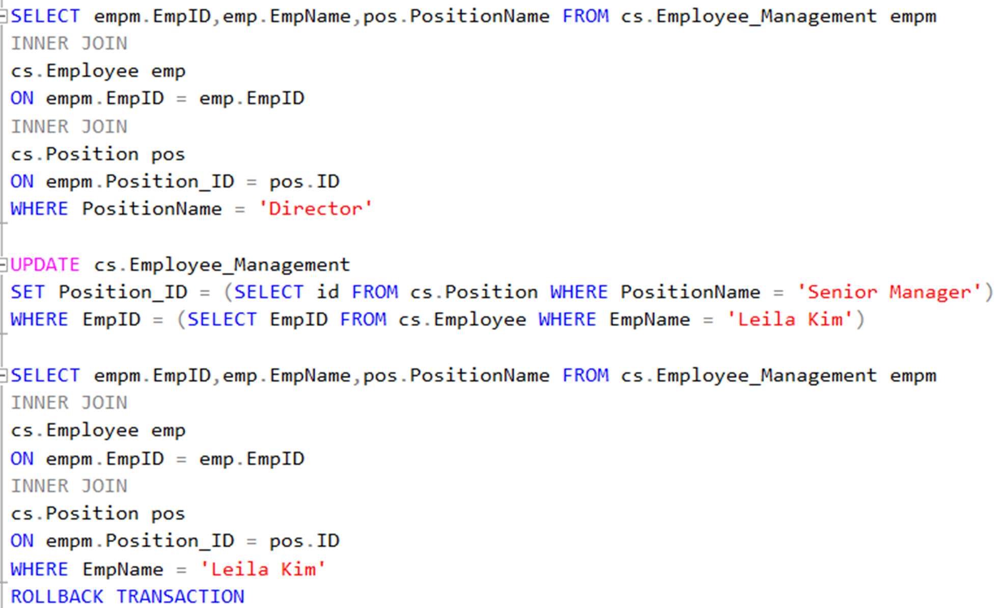 SELECT empm.EmpID,emp.EmpName,pos.PositionName FROM cs.Employee_Management empm
INNER JOIN
cs.Employee emp
ON empm.EmpID = emp.EmpID
INNER JOIN
cs.Position pos
ON empm.Position_ID = pos.ID
WHERE PositionName = 'Director'
UPDATE cs.Employee_Management
SET Position_ID = (SELECT id FROM cs.Position WHERE PositionName = 'Senior Manager')
WHERE EmpID = (SELECT EmpID FROM cs.Employee WHERE EmpName = 'Leila Kim')
SELECT empm.EmpID,emp.EmpName,pos.PositionName FROM cs.Employee_Management empm
INNER JOIN
cs.Employee emp
ON empm.EmpID = emp.EmpID
INNER JOIN
cs.Position pos
ON empm.Position_ID = pos.ID
WHERE EmpName = 'Leila Kim'
ROLLBACK TRANSACTION